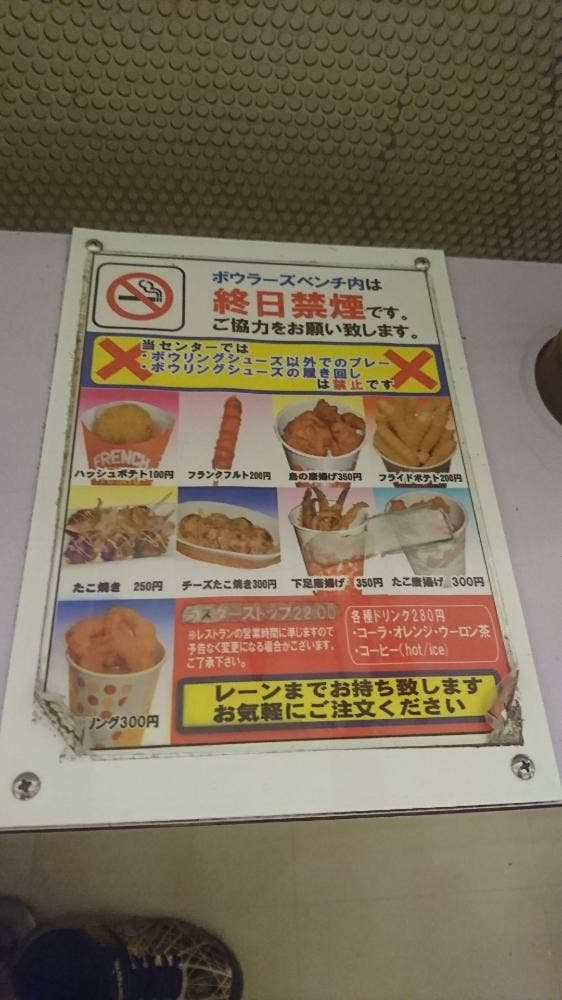 ボウラーズベンチ内は
終日禁煙です。
ご協力をお願い致します。
当センターでは
・ボウリングシューズ以外でのプレー
・ボウリングシューズの履き回し
は禁止です
FRENCH
ハッシュポテト100円
フランクフルト200円
鳥の唐揚げ350円
フライドポテト200円
たこ焼き 250円
チーズたこ焼き300円
下足唐揚げ 350円
たこ唐揚げ 300円
リング300円
ラストオーダーストップ22:00
※レストランの営業時間に準じますので
予告なく変更になる場合がございます。
ご了承下さい。
各種ドリンク280円
・コーラ・オレンジ・ウーロン茶
・コーヒー(hot/ice)
レーンまでお持ち致します
お気軽にご注文ください